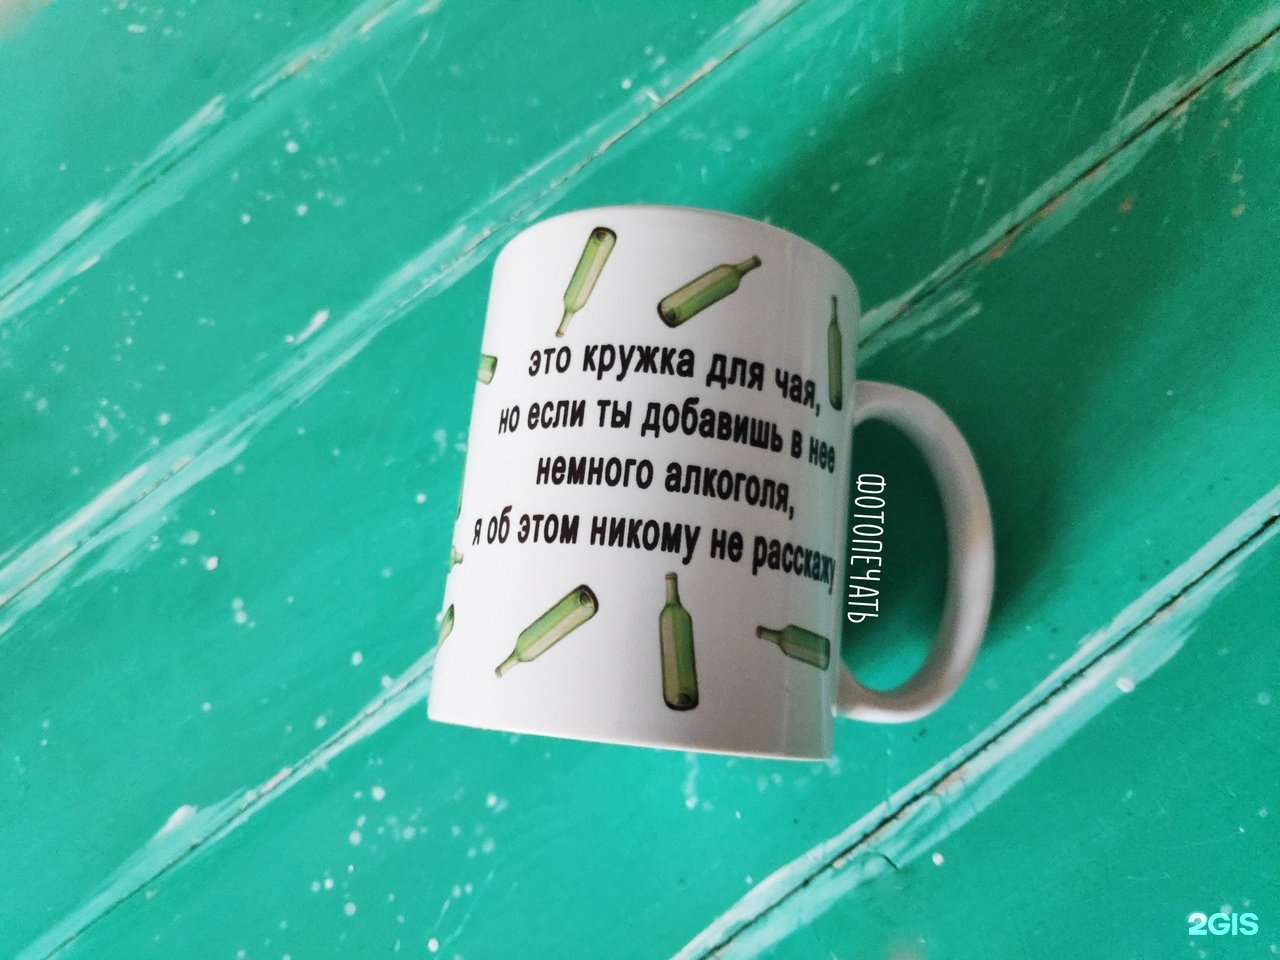 это кружка для чая,
но если ты добавишь в нее
немного алкоголя,
я об этом никому не расскажу
ФОТОПЕЧАТЬ
2GIS